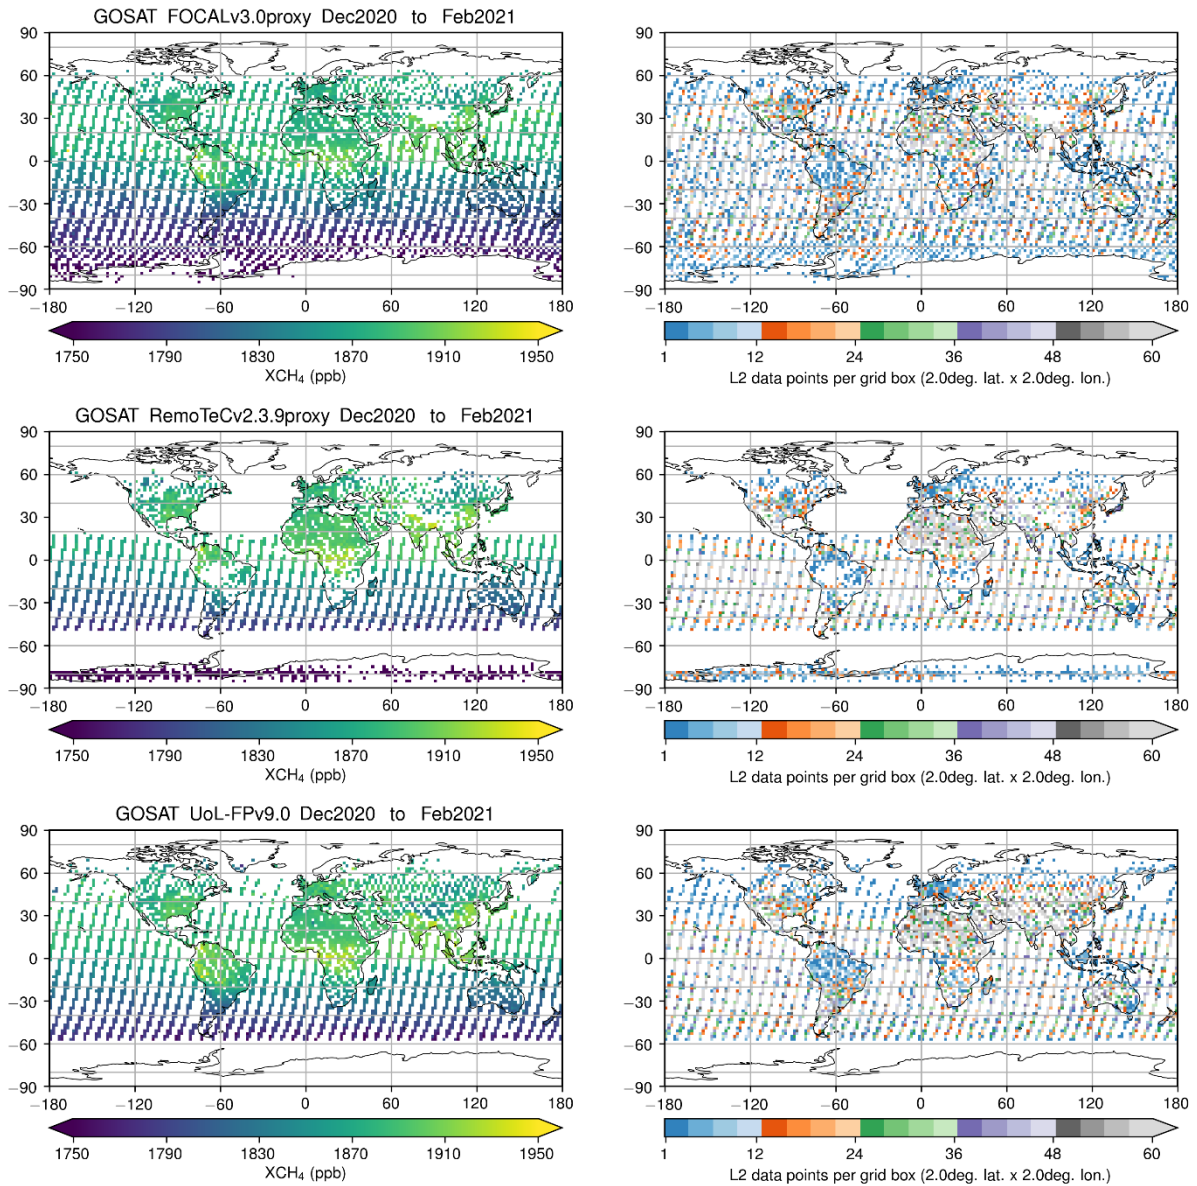 GOSAT FOCALv3.0proxy Dec2020 to Feb2021
90
60
30
0
−30
−60
−90
−180 −120 −60 0 60 120 180
1750 1790 1830 1870 1910 1950
XCH₄ (ppb)
90
60
30
0
−30
−60
−90
−180 −120 −60 0 60 120 180
1 12 24 36 48 60
L2 data points per grid box (2.0deg. lat. x 2.0deg. lon.)
GOSAT RemoTeCv2.3.9proxy Dec2020 to Feb2021
90
60
30
0
−30
−60
−90
−180 −120 −60 0 60 120 180
1750 1790 1830 1870 1910 1950
XCH₄ (ppb)
90
60
30
0
−30
−60
−90
−180 −120 −60 0 60 120 180
1 12 24 36 48 60
L2 data points per grid box (2.0deg. lat. x 2.0deg. lon.)
GOSAT UoL-FPv9.0 Dec2020 to Feb2021
90
60
30
0
−30
−60
−90
−180 −120 −60 0 60 120 180
1750 1790 1830 1870 1910 1950
XCH₄ (ppb)
90
60
30
0
−30
−60
−90
−180 −120 −60 0 60 120 180
1 12 24 36 48 60
L2 data points per grid box (2.0deg. lat. x 2.0deg. lon.)